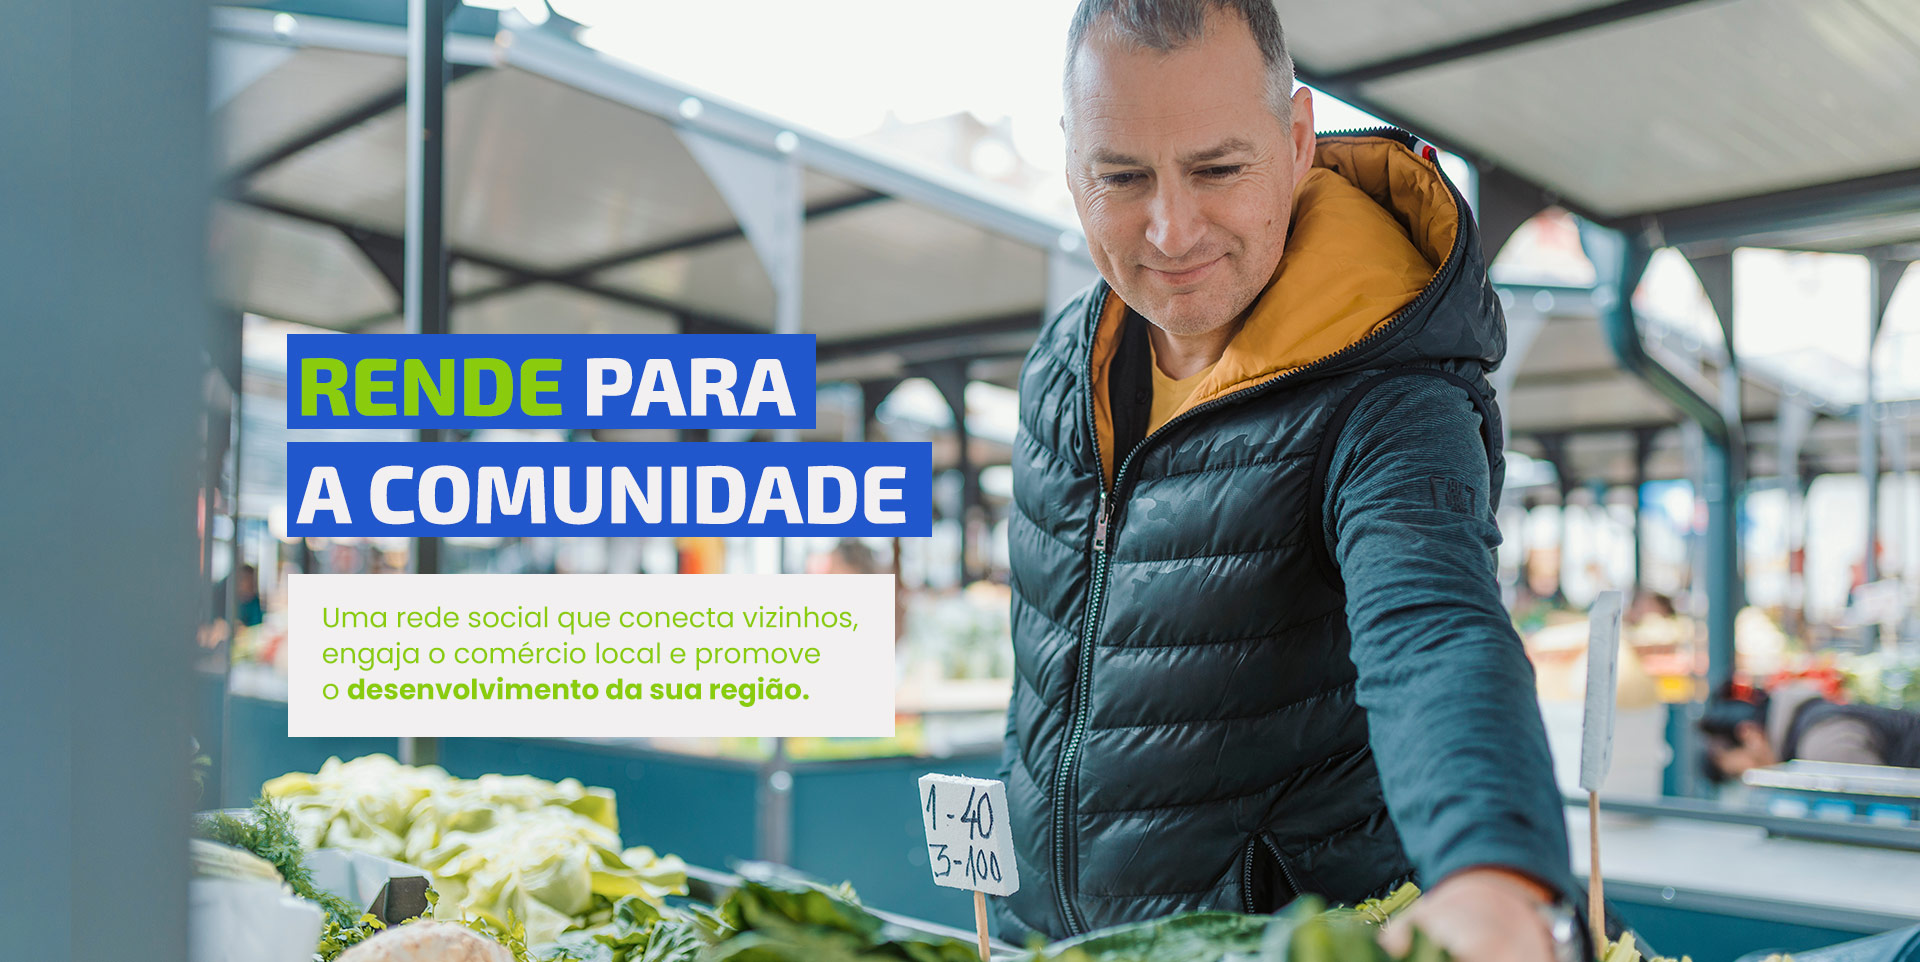 RENDE PARA
A COMUNIDADE
Uma rede social que conecta vizinhos,
engaja o comércio local e promove
o desenvolvimento da sua região.
1-40
3-100